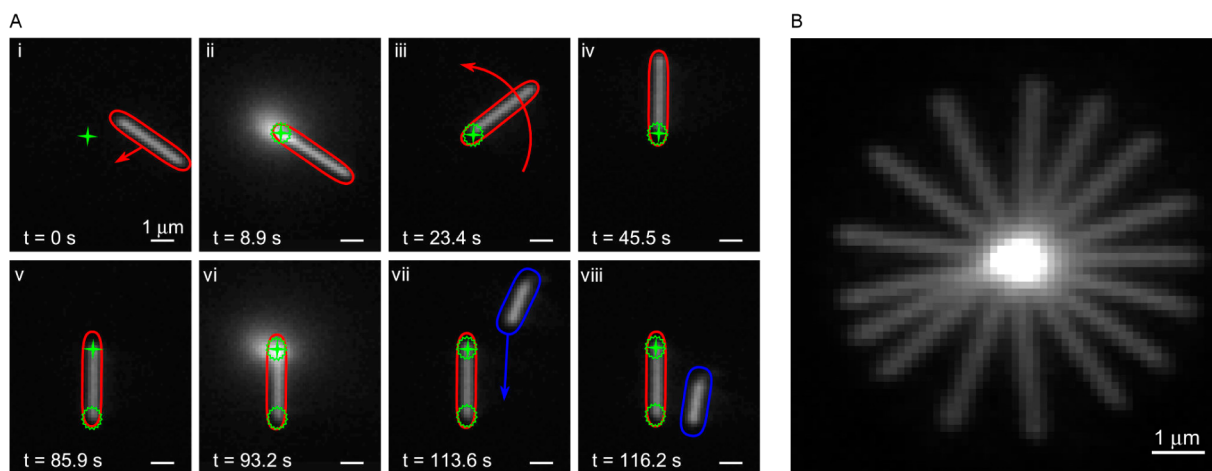 A
B
i
ii
iii
iv
1 μm
t = 0 s
t = 8.9 s
t = 23.4 s
t = 45.5 s
v
vi
vii
viii
t = 85.9 s
t = 93.2 s
t = 113.6 s
t = 116.2 s
1 μm